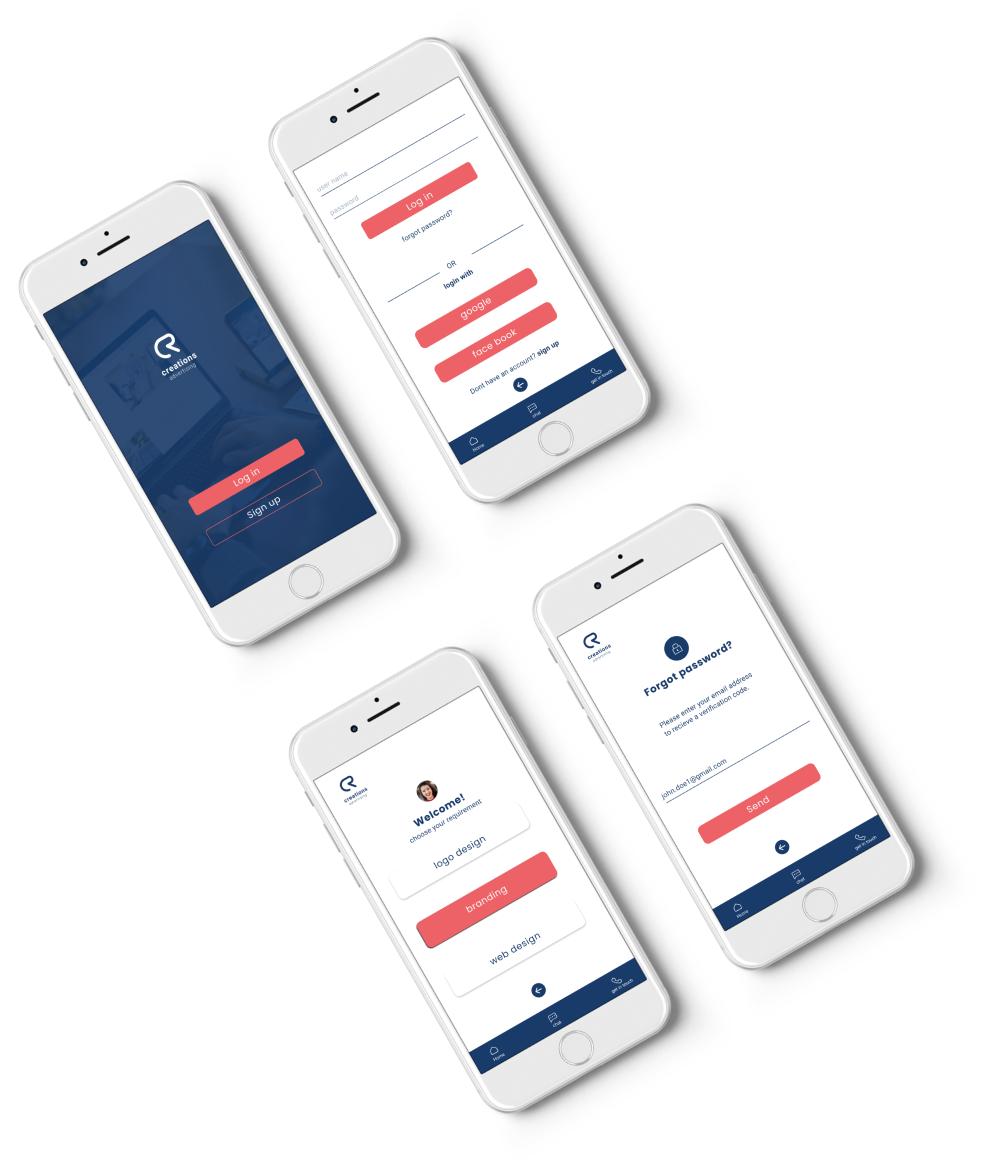 CR
creations
advertising
Log in
Sign up
user name
password
Log in
forgot password?
OR
login with
google
face book
Dont have an account? sign up
Home
chat
get in touch
CR
creations
advertising
Welcome!
choose your requirement
logo design
branding
web design
Home
chat
get in touch
CR
creations
advertising
Forgot password?
Please enter your email address
to recieve a verification code.
john.doe1@gmail.com
Send
Home
chat
get in touch